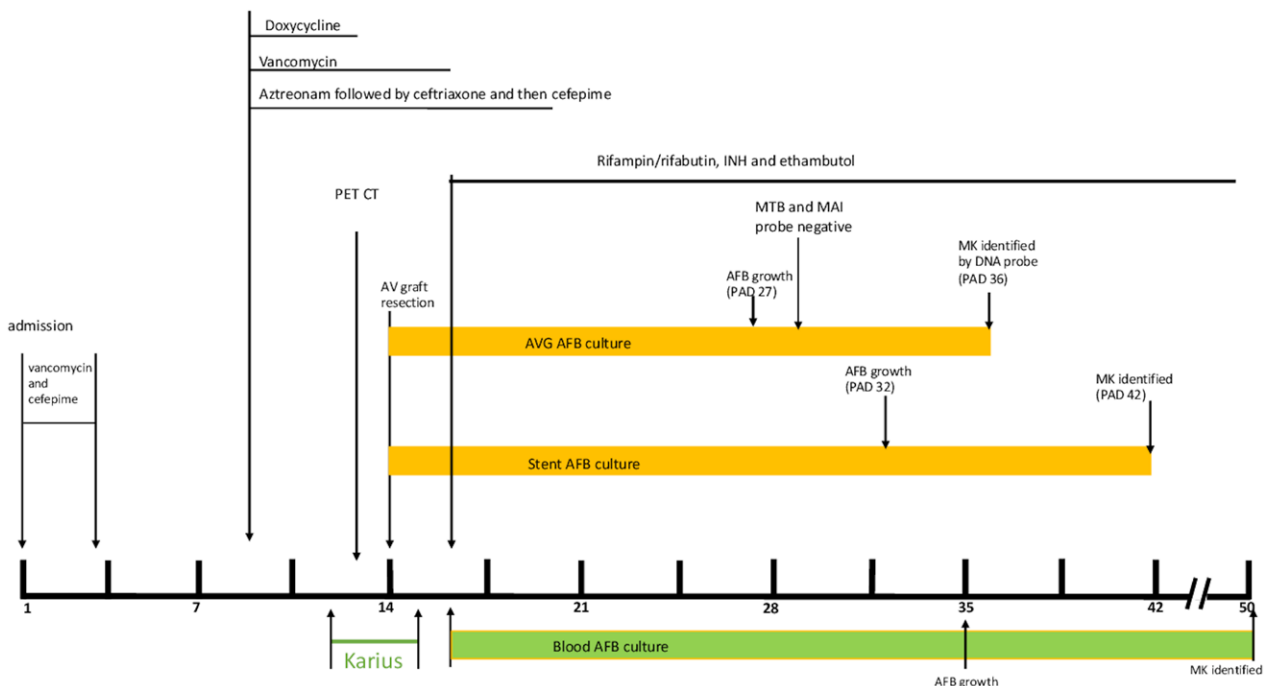 Doxycycline
Vancomycin
Aztreonam followed by ceftriaxone and then cefepime
Rifampin/rifabutin, INH and ethambutol
PET CT
MTB and MAI
probe negative
MK identified
by DNA probe
(PAD 36)
AFB growth
(PAD 27)
AV graft
resection
admission
vancomycin
and
cefepime
AVG AFB culture
AFB growth
(PAD 32)
MK identified
(PAD 42)
Stent AFB culture
1
7
14
21
28
35
42
50
Karius
Blood AFB culture
MK identified
AFB growth